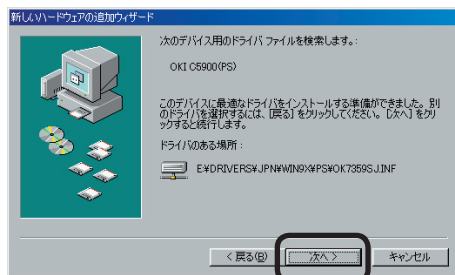 新しいハードウェアの追加ウィザード
次のデバイス用のドライバ ファイルを検索します。:
OKI C5900(PS)
このデバイスに最適なドライバをインストールする準備ができました。別
のドライバを選択するには、[戻る] をクリックしてください。[次へ] をクリ
ックすると続行します。
ドライバのある場所:
E¥DRIVERS¥JPN¥WIN9X¥PS¥OK7359SJ.INF
< 戻る(B)
次へ >
キャンセル